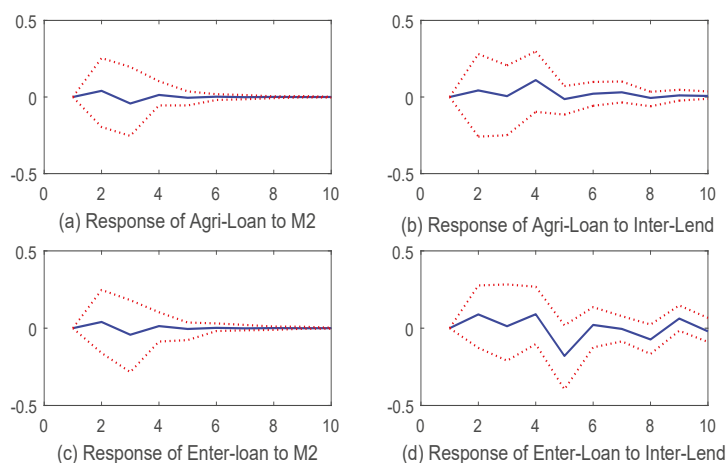 0.5 0.5
0 0
-0.5 -0.5
0 2 4 6 8 10 0 2 4 6 8 10
(a) Response of Agri-Loan to M2 (b) Response of Agri-Loan to Inter-Lend
0.5 0.5
0 0
-0.5 -0.5
0 2 4 6 8 10 0 2 4 6 8 10
(c) Response of Enter-loan to M2 (d) Response of Enter-Loan to Inter-Lend